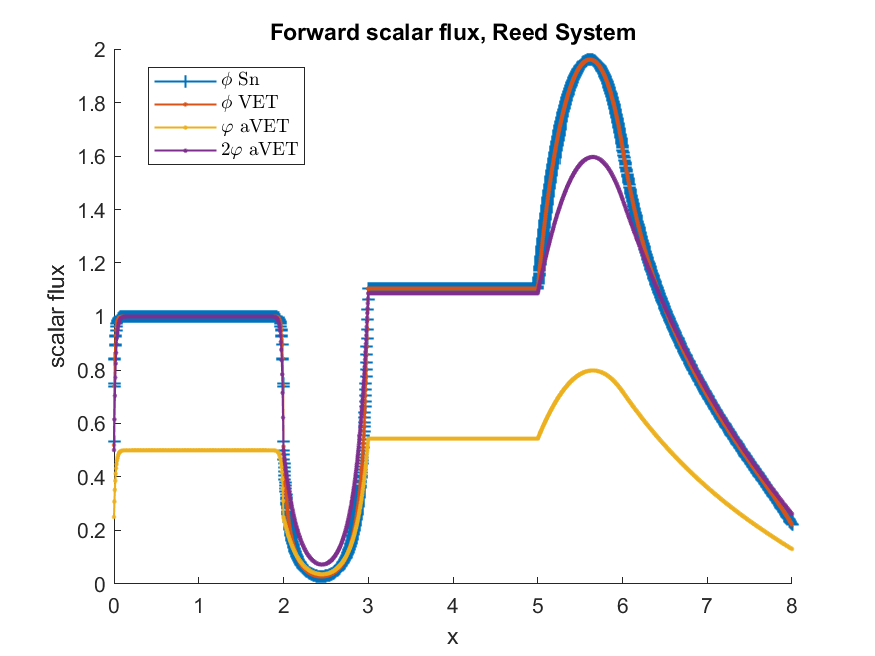 Forward scalar flux, Reed System
ϕ Sn
ϕ VET
φ aVET
2φ aVET
scalar flux
2
1.8
1.6
1.4
1.2
1
0.8
0.6
0.4
0.2
0
0 1 2 3 4 5 6 7 8
x